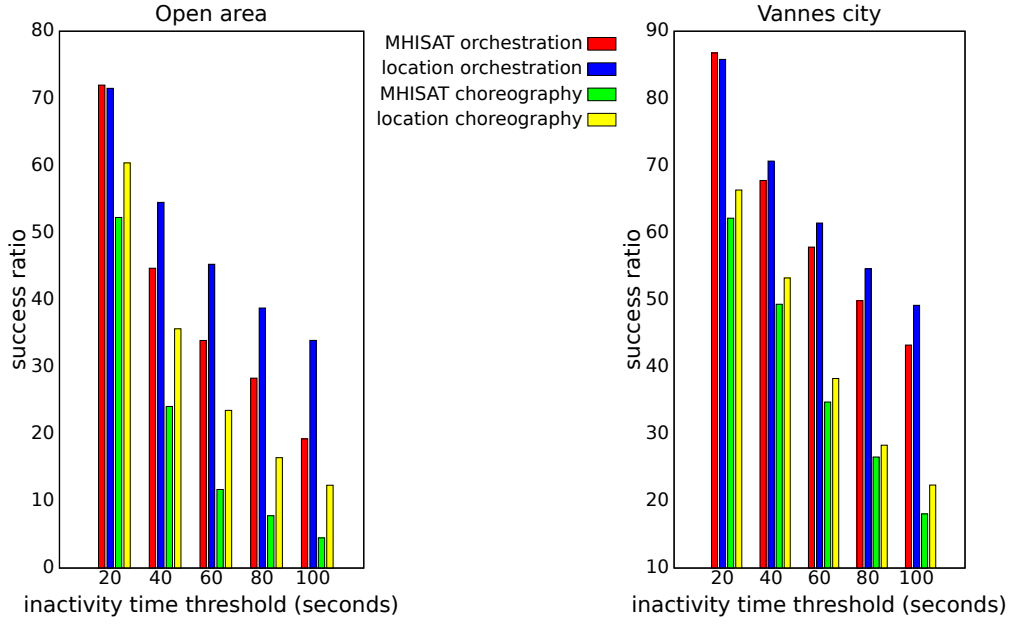 Open area
success ratio
80
70
60
50
40
30
20
10
0
20 40 60 80 100
inactivity time threshold (seconds)
MHISAT orchestration
location orchestration
MHISAT choreography
location choreography
Vannes city
success ratio
90
80
70
60
50
40
30
20
10
20 40 60 80 100
inactivity time threshold (seconds)